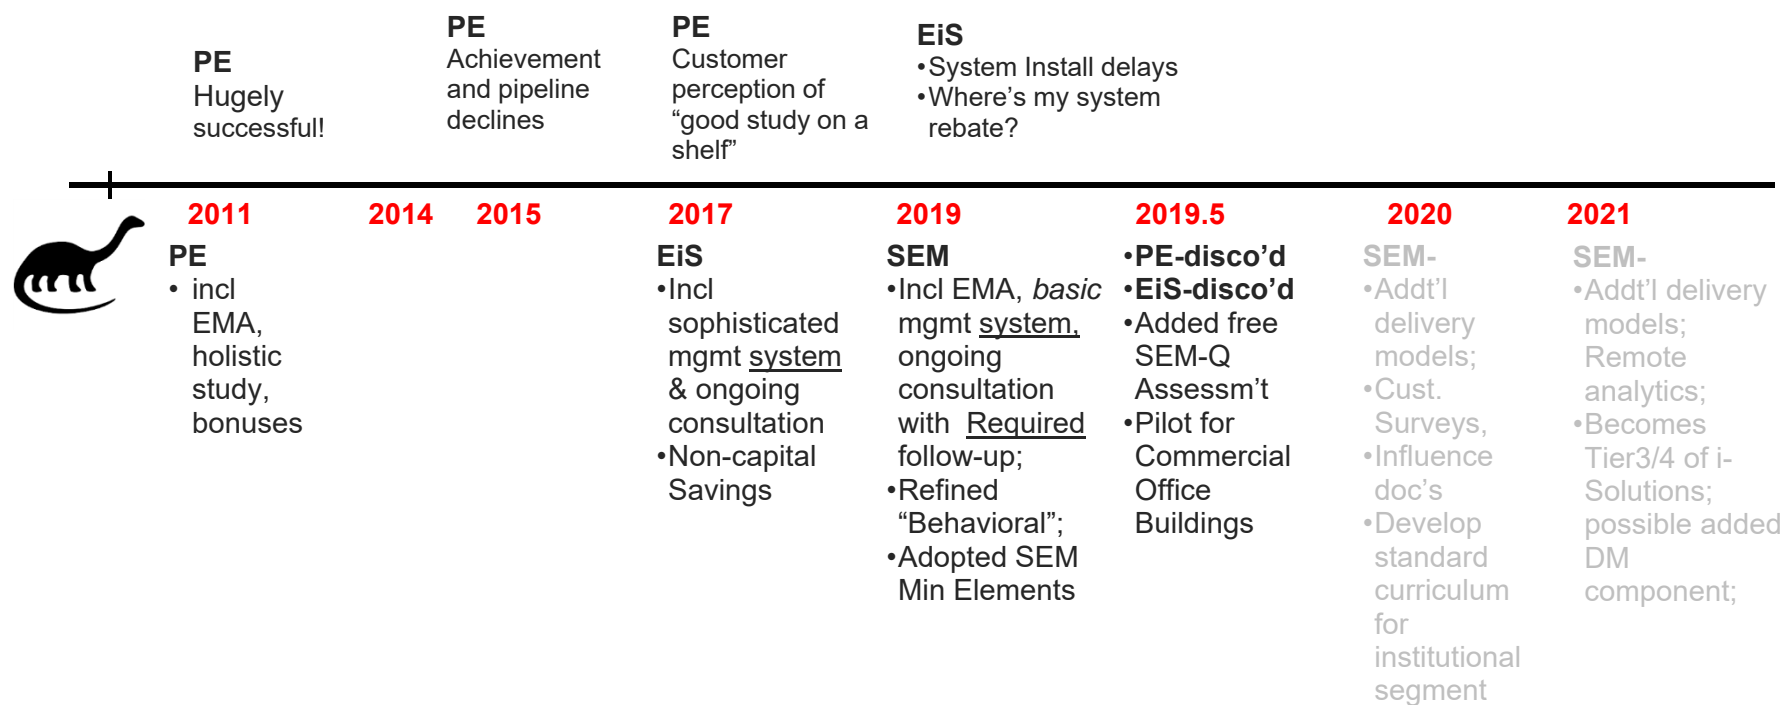 PE
Hugely
successful!
PE
Achievement
and pipeline
declines
PE
Customer
perception of
“good study on a
shelf”
EiS
•System Install delays
•Where’s my system
rebate?
2011
2014
2015
2017
2019
2019.5
2020
2021
PE
• incl
EMA,
holistic
study,
bonuses
EiS
•Incl
sophisticated
mgmt system
& ongoing
consultation
•Non-capital
Savings
SEM
•Incl EMA, basic
mgmt system,
ongoing
consultation
with Required
follow-up;
•Refined
“Behavioral”;
•Adopted SEM
Min Elements
•PE-disco’d
•EiS-disco’d
•Added free
SEM-Q
Assessm’t
•Pilot for
Commercial
Office
Buildings
SEM-
•Addt’l
delivery
models;
•Cust.
Surveys,
•Influence
doc’s
•Develop
standard
curriculum
for
institutional
segment
SEM-
•Addt’l delivery
models;
Remote
analytics;
•Becomes
Tier3/4 of i-
Solutions;
possible added
DM
component;